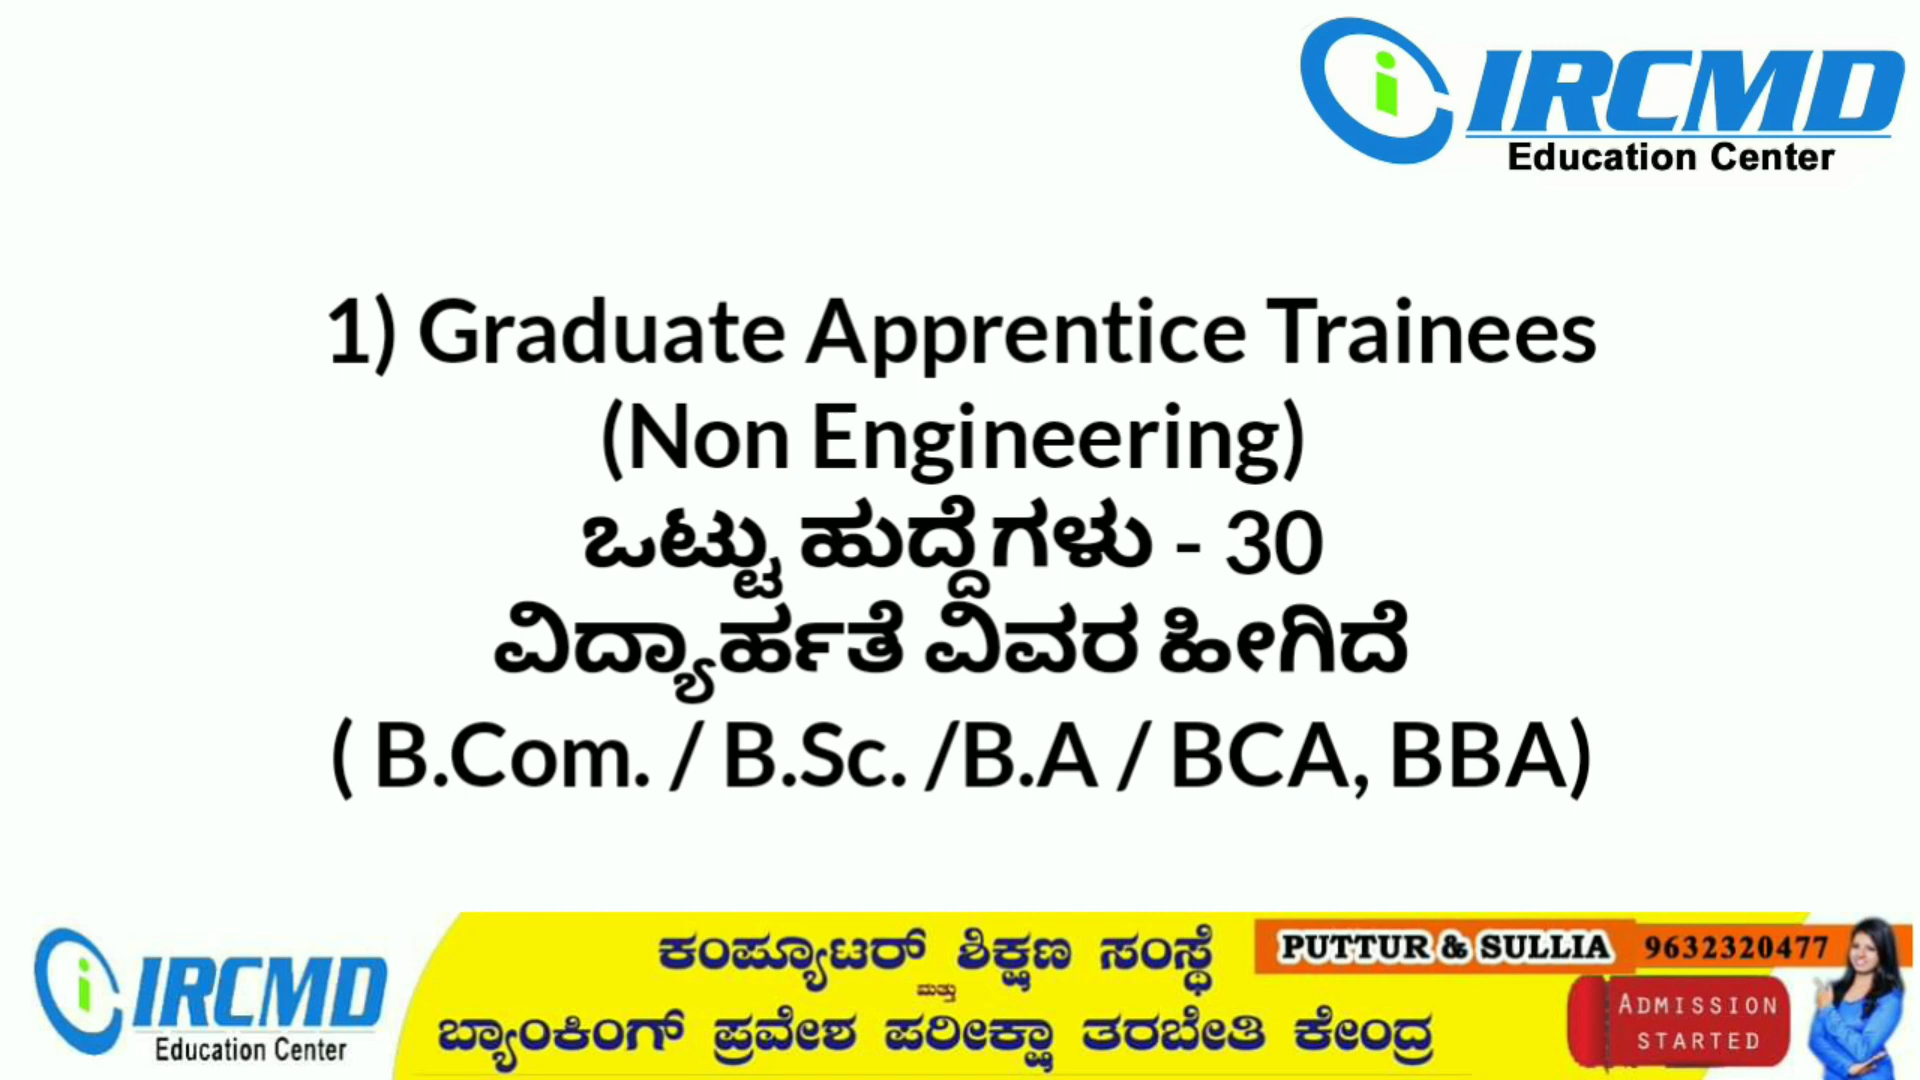 IRCMD
Education Center
1) Graduate Apprentice Trainees
(Non Engineering)
ಒಟ್ಟು ಹುದ್ದೆಗಳು - 30
ವಿದ್ಯಾರ್ಹತೆ ವಿವರ ಹೀಗಿದೆ
( B.Com. / B.Sc. /B.A / BCA, BBA)
IRCMD
Education Center
ಕಂಪ್ಯೂಟರ್ ಶಿಕ್ಷಣ ಸಂಸ್ಥೆ
ಮತ್ತು
ಬ್ಯಾಂಕಿಂಗ್ ಪ್ರವೇಶ ಪರೀಕ್ಷಾ ತರಬೇತಿ ಕೇಂದ್ರ
PUTTUR & SULLIA 9632320477
ADMISSION
STARTED